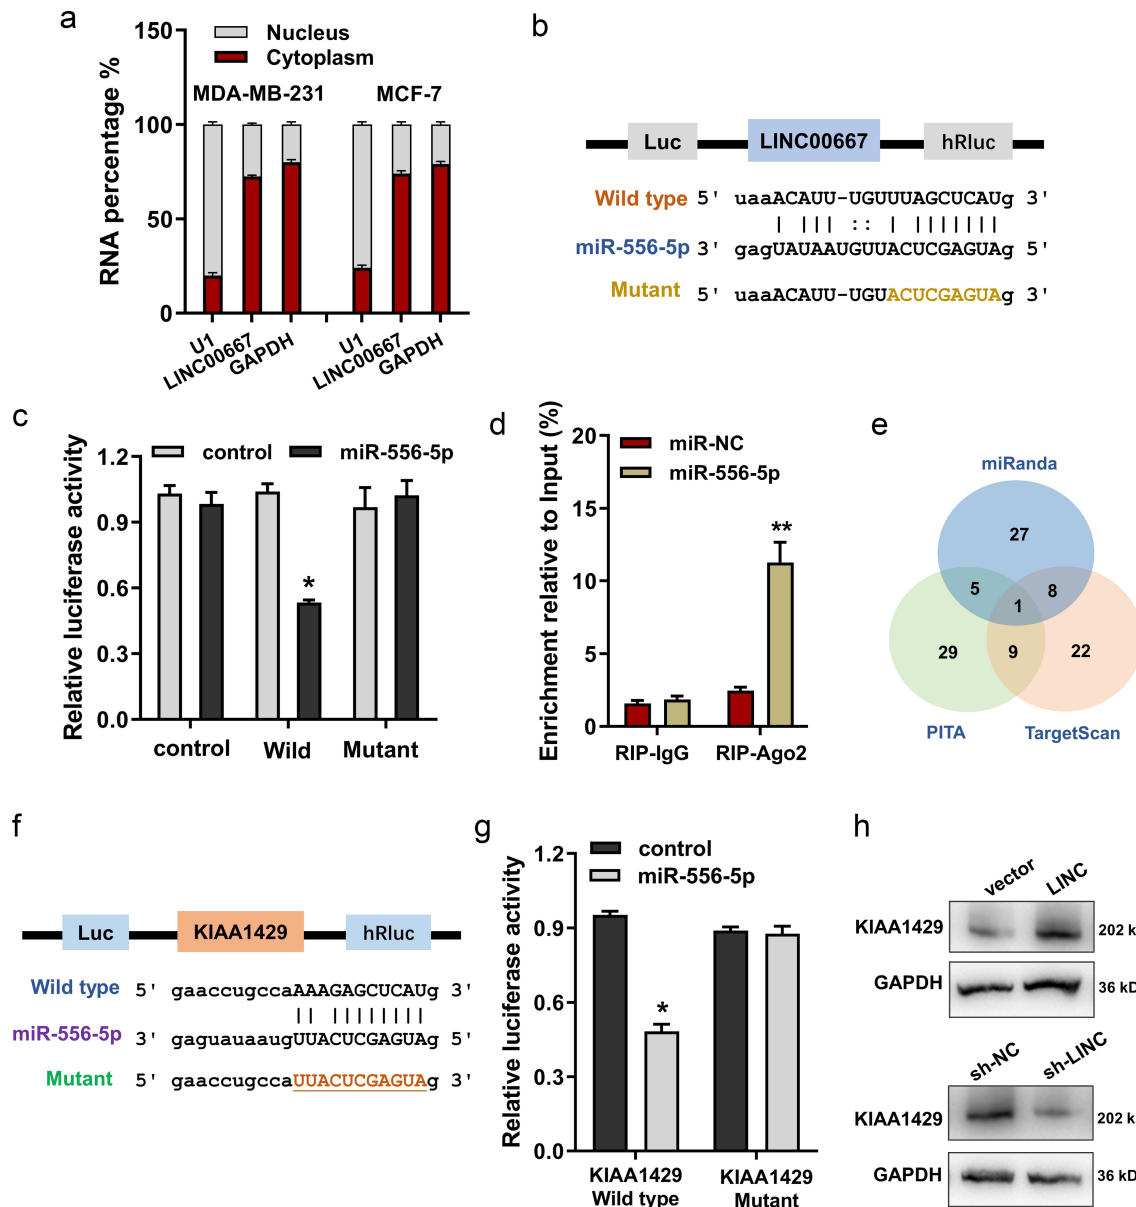 a
150
100
50
0
RNA percentage %
Nucleus
Cytoplasm
MDA-MB-231
MCF-7
U1
LINC00667
GAPDH
U1
LINC00667
GAPDH
b
Luc
LINC00667
hRluc
Wild type 5' uaaACAUU-UGUUUAGCUCAUg 3'
| ||| :: | |||||||
miR-556-5p 3' gagUAUAAUGUUACUCGAGUAg 5'
Mutant 5' uaaACAUU-UGUACUCGAGUAg 3'
c
Relative luciferase activity
control
miR-556-5p
1.2
0.9
0.6
0.3
0.0
*
control
Wild
Mutant
d
Enrichment relative to Input (%)
miR-NC
miR-556-5p
20
15
10
5
0
**
RIP-IgG
RIP-Ago2
e
miRanda
27
5
8
1
29
9
22
PITA
TargetScan
f
Luc
KIAA1429
hRluc
Wild type 5' gaaccugccaAAAGAGCUCAUg 3'
|| ||||||||
miR-556-5p 3' gaguauaaugUUACUCGAGUAg 5'
Mutant 5' gaaccugccaUUACUCGAGUAg 3'
g
Relative luciferase activity
control
miR-556-5p
1.2
0.9
0.6
0.3
0.0
*
KIAA1429
Wild type
KIAA1429
Mutant
h
vector
LINC
KIAA1429
202 k
GAPDH
36 kD
sh-NC
sh-LINC
KIAA1429
202 k
GAPDH
36 kD